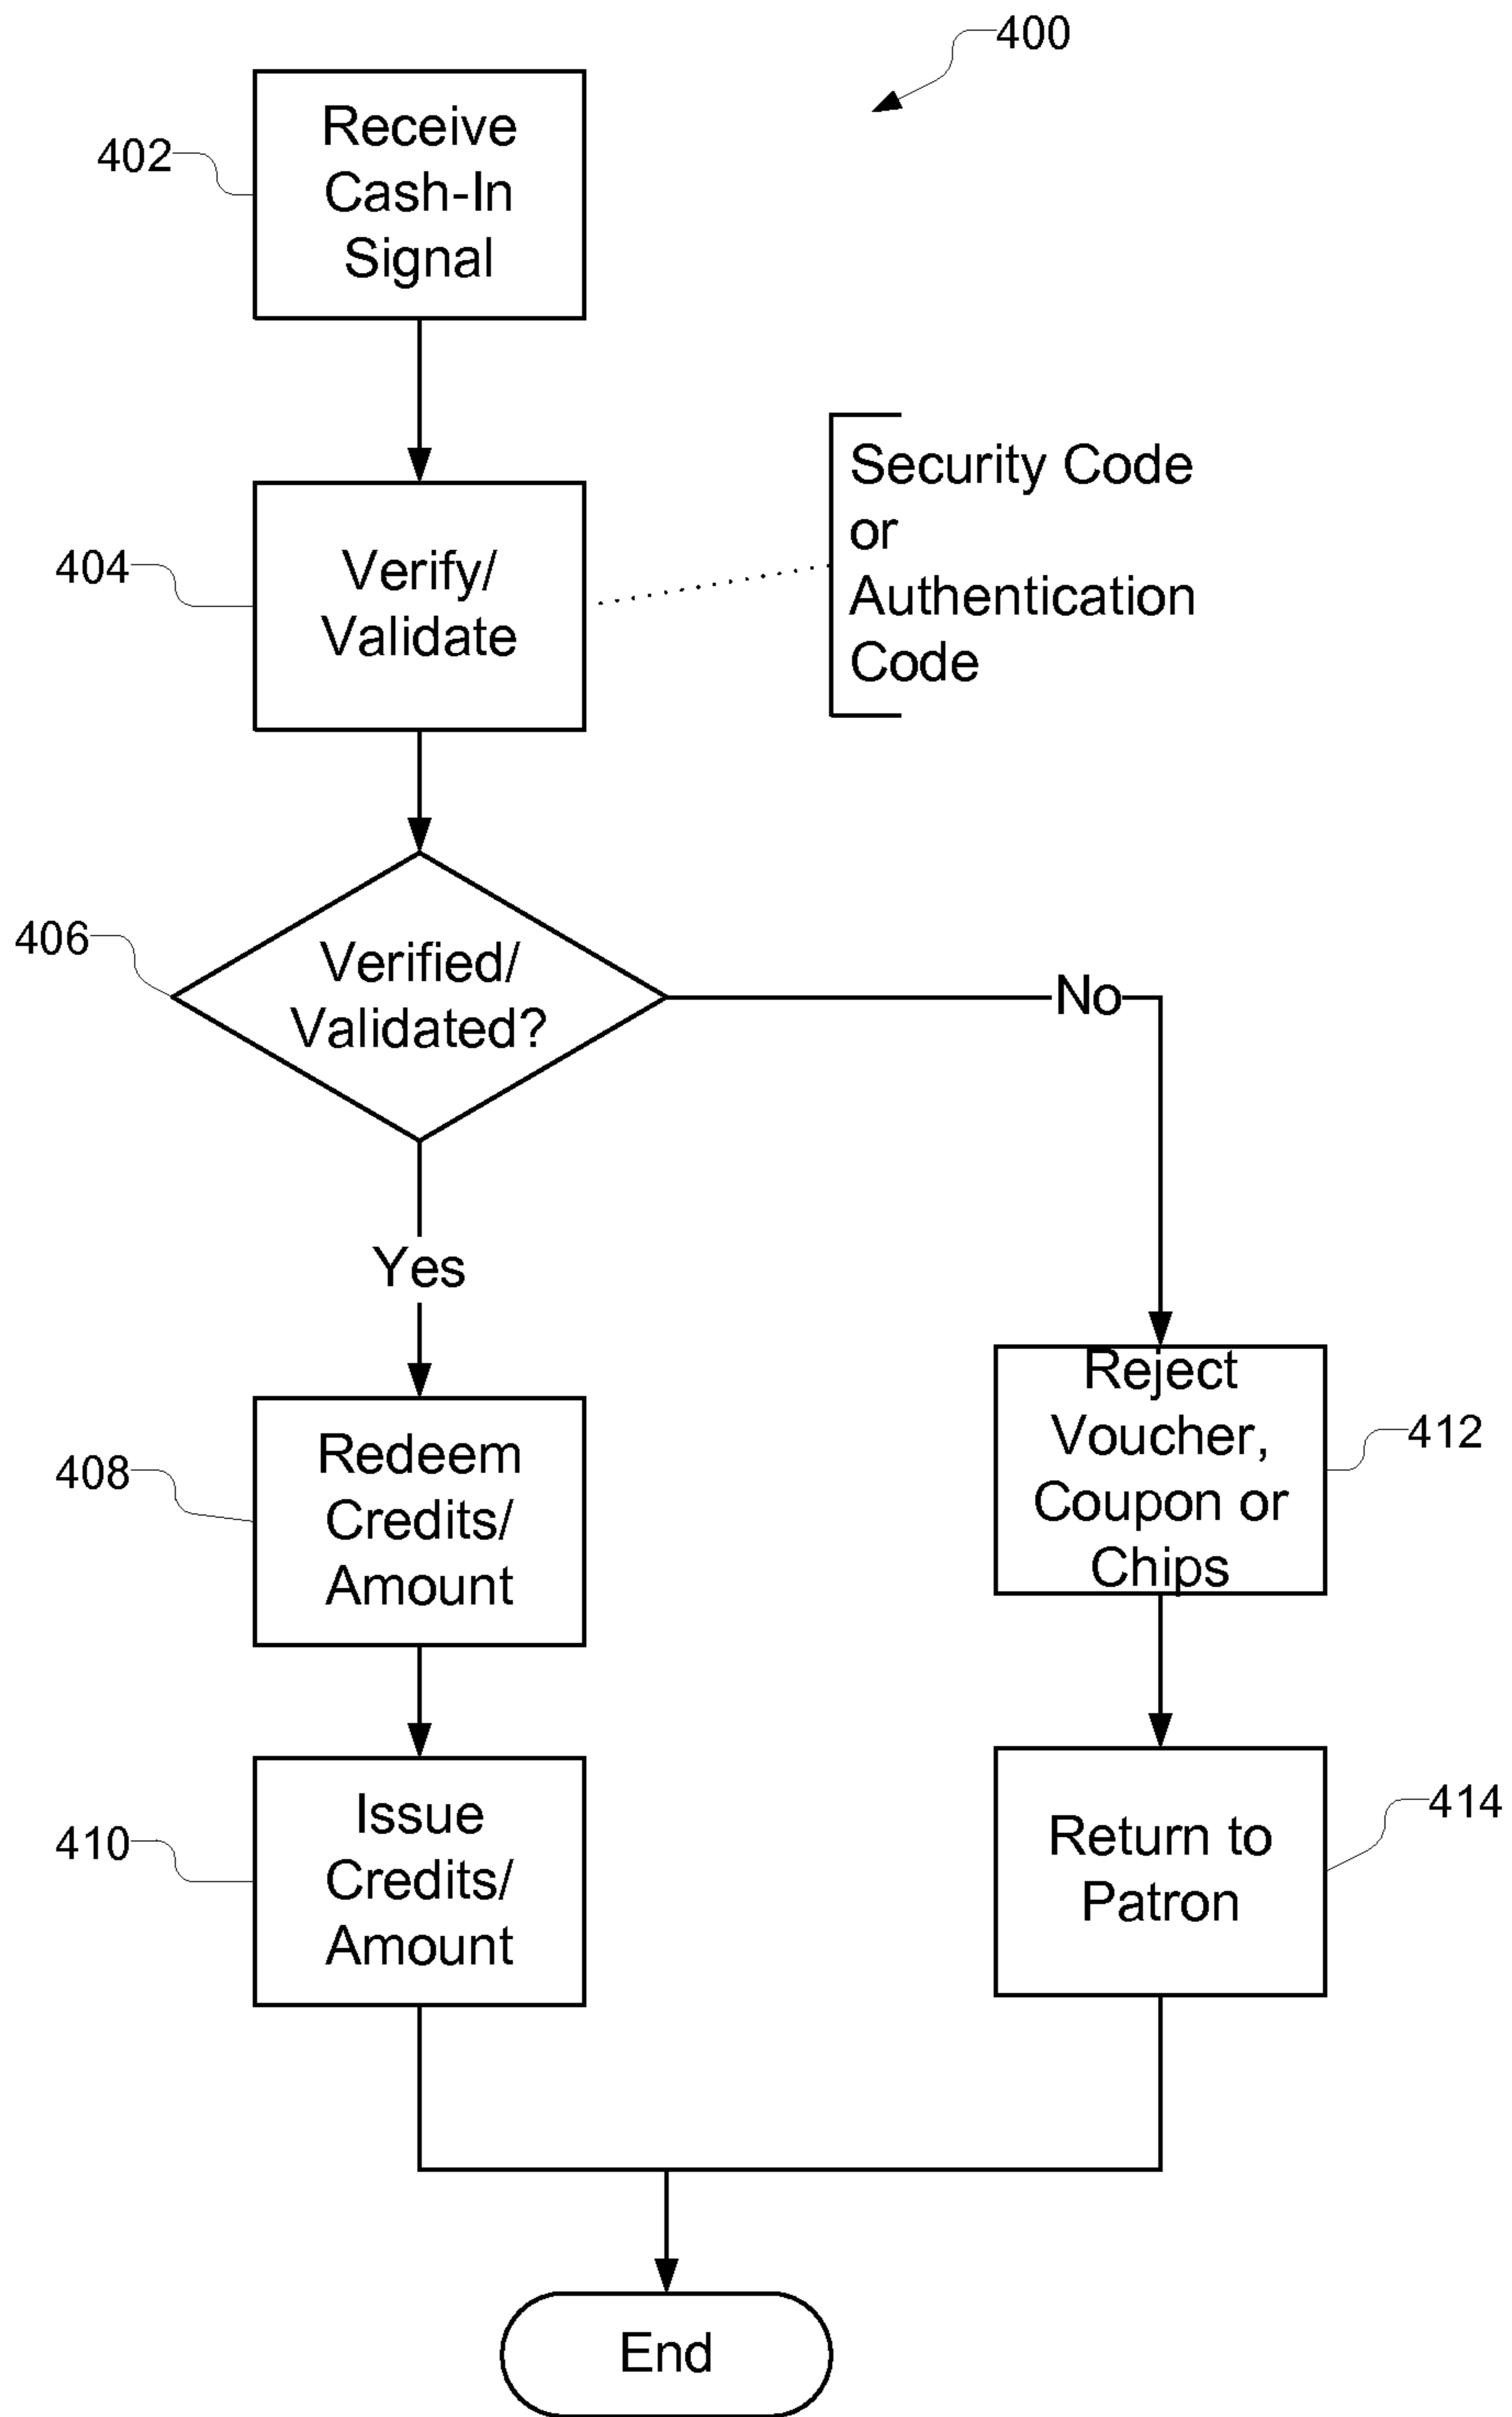 400
402
Receive
Cash-In
Signal
404
Verify/
Validate
Security Code
or
Authentication
Code
406
Verified/
Validated?
No
Yes
408
Redeem
Credits/
Amount
Reject
Voucher,
Coupon or
Chips
412
410
Issue
Credits/
Amount
Return to
Patron
414
End